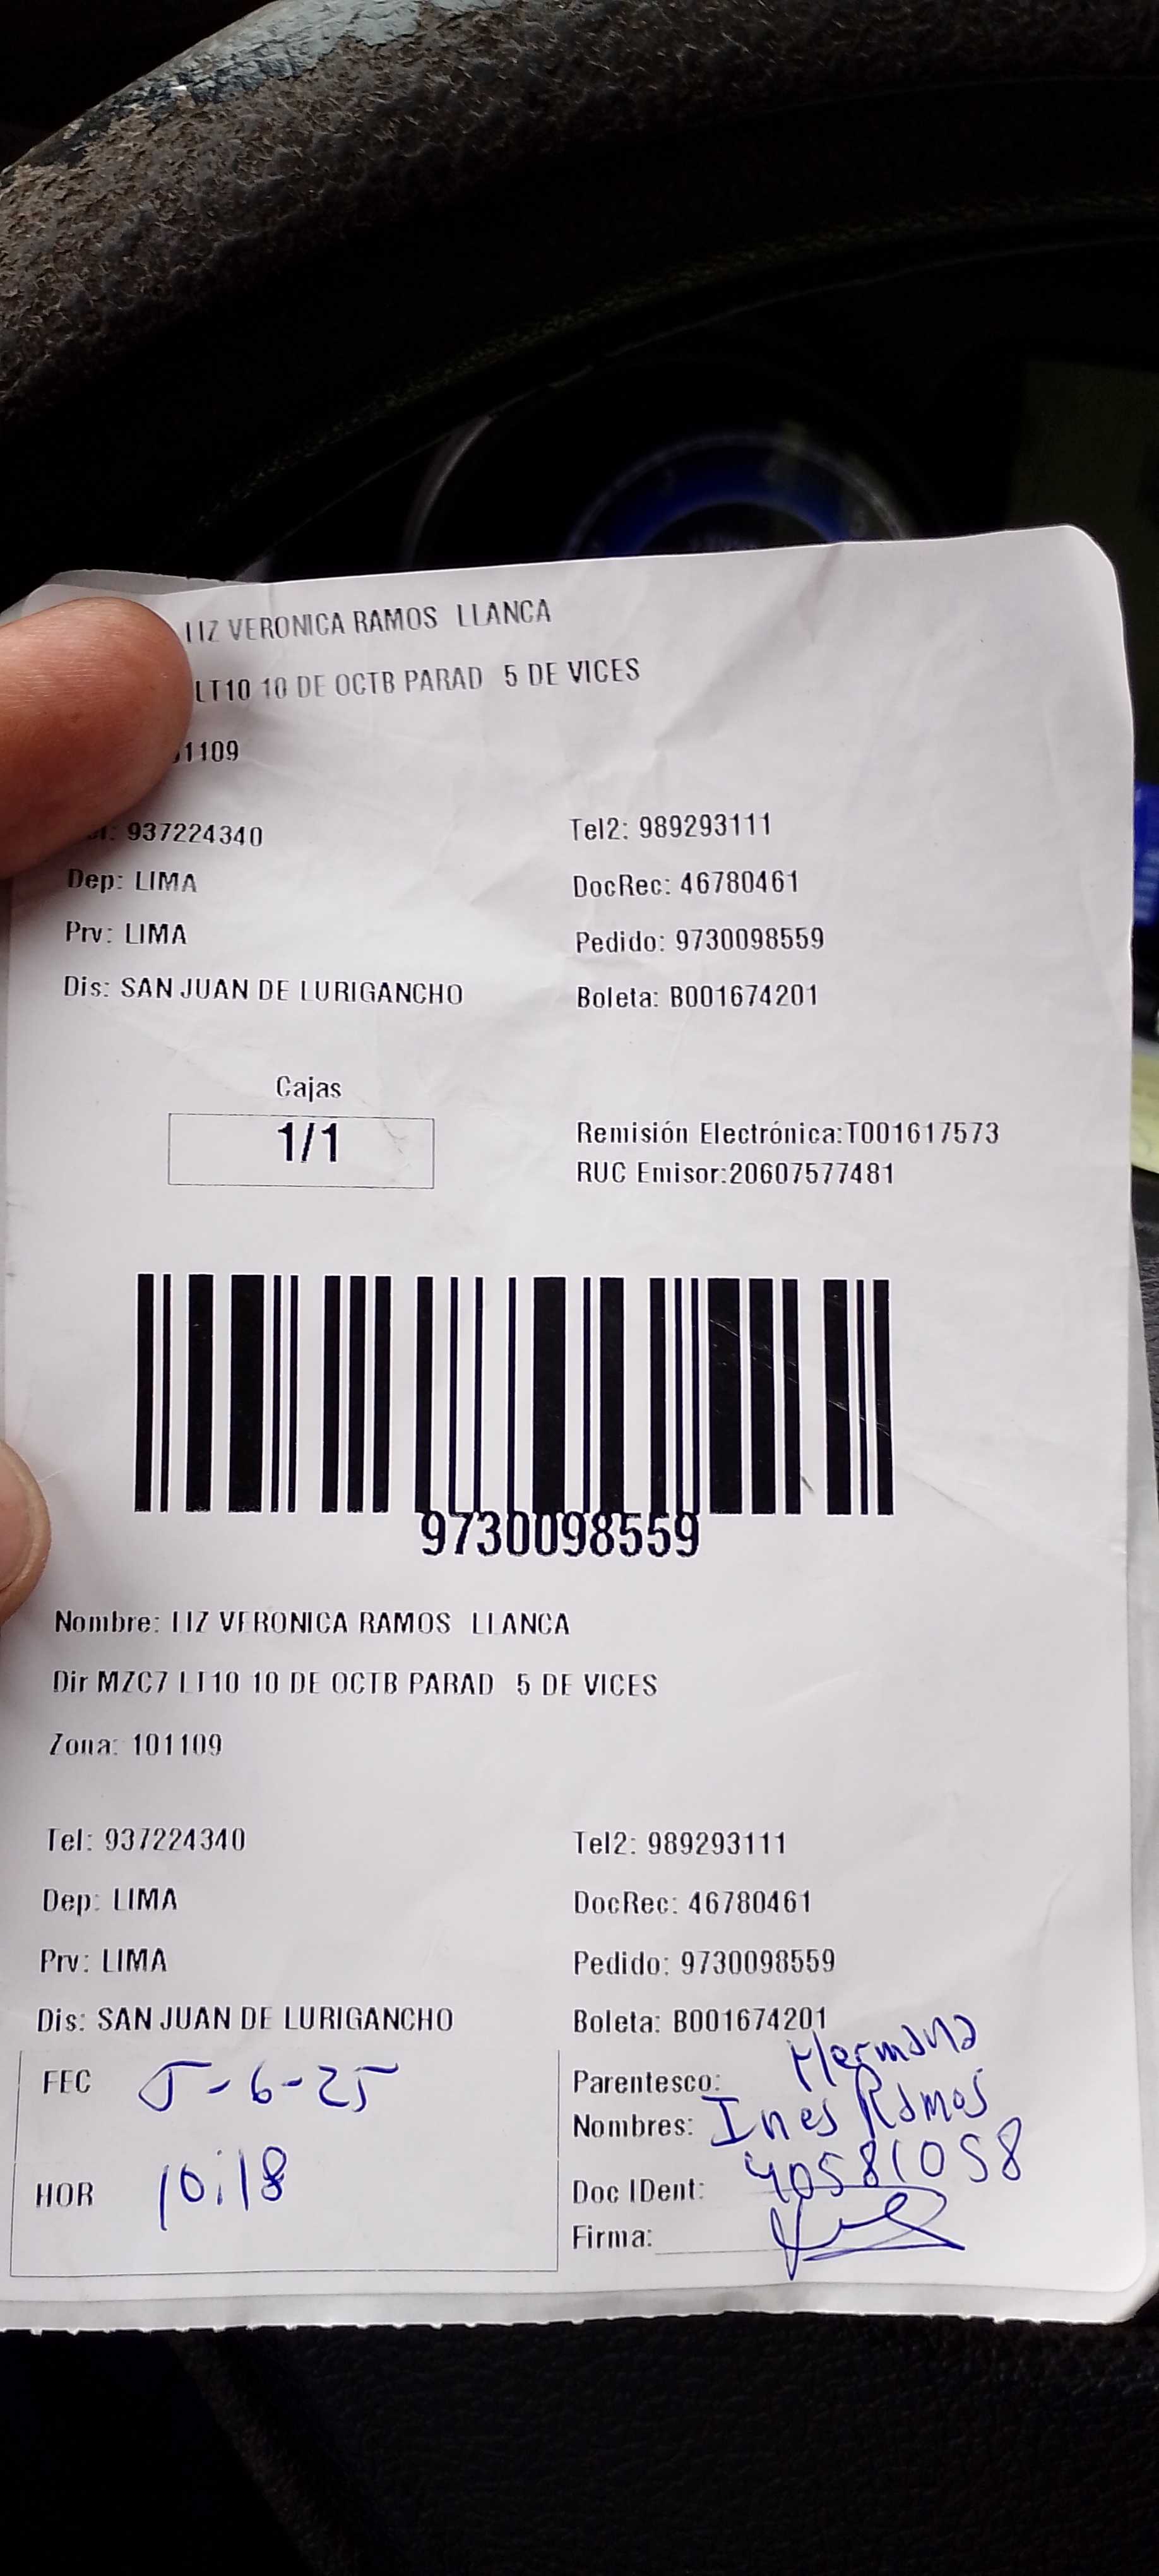 LIZ VERONICA RAMOS LLANCA
LT10 10 DE OCTB PARAD 5 DE VICES
1109
937224340 Tel2: 989293111
Dep: LIMA DocRec: 46780461
Prv: LIMA Pedido: 9730098559
Dis: SAN JUAN DE LURIGANCHO Boleta: B001674201
Cajas
1/1
Remisión Electrónica:T001617573
RUC Emisor:20607577481
9730098559
Nombre: LIZ VERONICA RAMOS LLANCA
Dir MZC7 LT10 10 DE OCTB PARAD 5 DE VICES
Zona: 101109
Tel: 937224340 Tel2: 989293111
Dep: LIMA DocRec: 46780461
Prv: LIMA Pedido: 9730098559
Dis: SAN JUAN DE LURIGANCHO Boleta: B001674201
FEC 5-6-25 Parentesco: Hermana
Nombres: Ines Ramos
HOR 10:18 Doc IDent: 40581058
Firma: